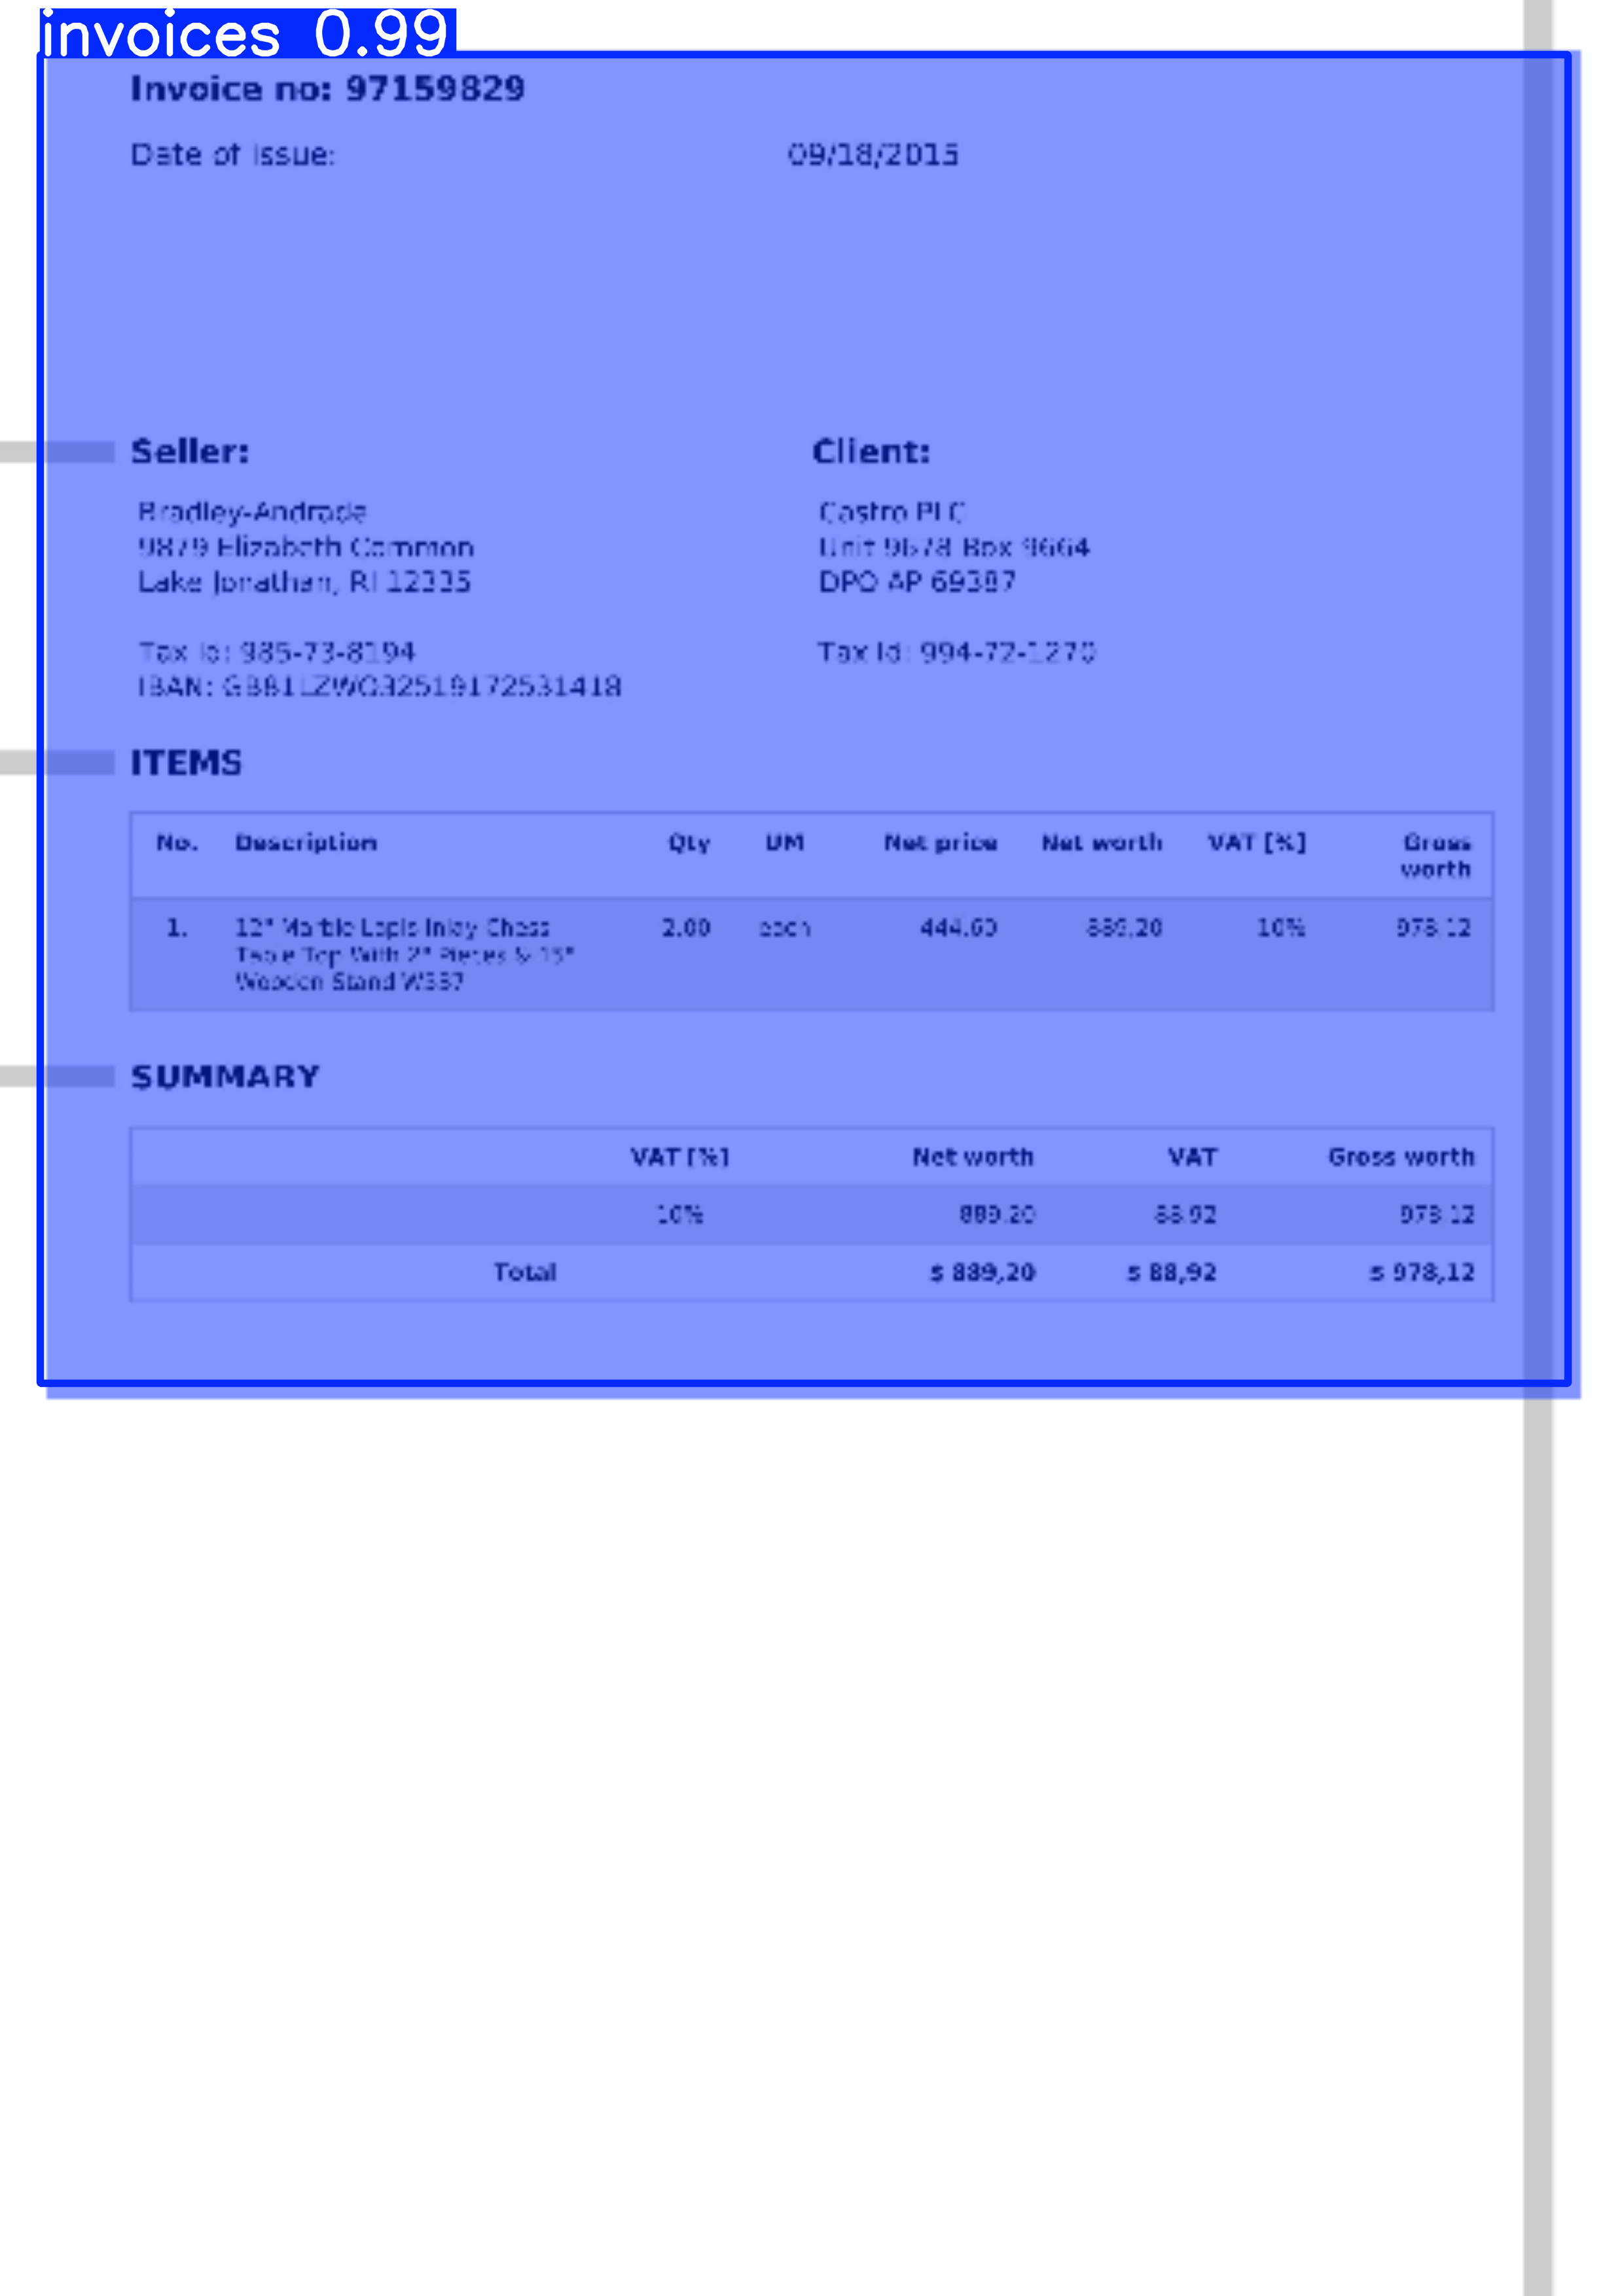 invoices 0.99
Invoice no: 97159829
Date of issue: 09/18/2015
Seller: Client:
Bradley-Andrade Castro PLC
9879 Elizabeth Common Unit 9678 Box 9664
Lake Jonathan, RI 12335 DPO AP 69387
Tax Id: 985-73-8194 Tax Id: 994-72-1270
IBAN:
ITEMS
No. Description Qty UM Net price Net worth VAT [%] Gross
worth
1. 12" Marble Lapis Inlay Chess 2.00 each 444.60 889,20 10% 978.12
Table Top With 2" Pieces & 15"
Wooden Stand W387
SUMMARY
VAT [%] Net worth VAT Gross worth
10% 889.20 88.92 978.12
Total $ 889,20 $ 88,92 $ 978,12